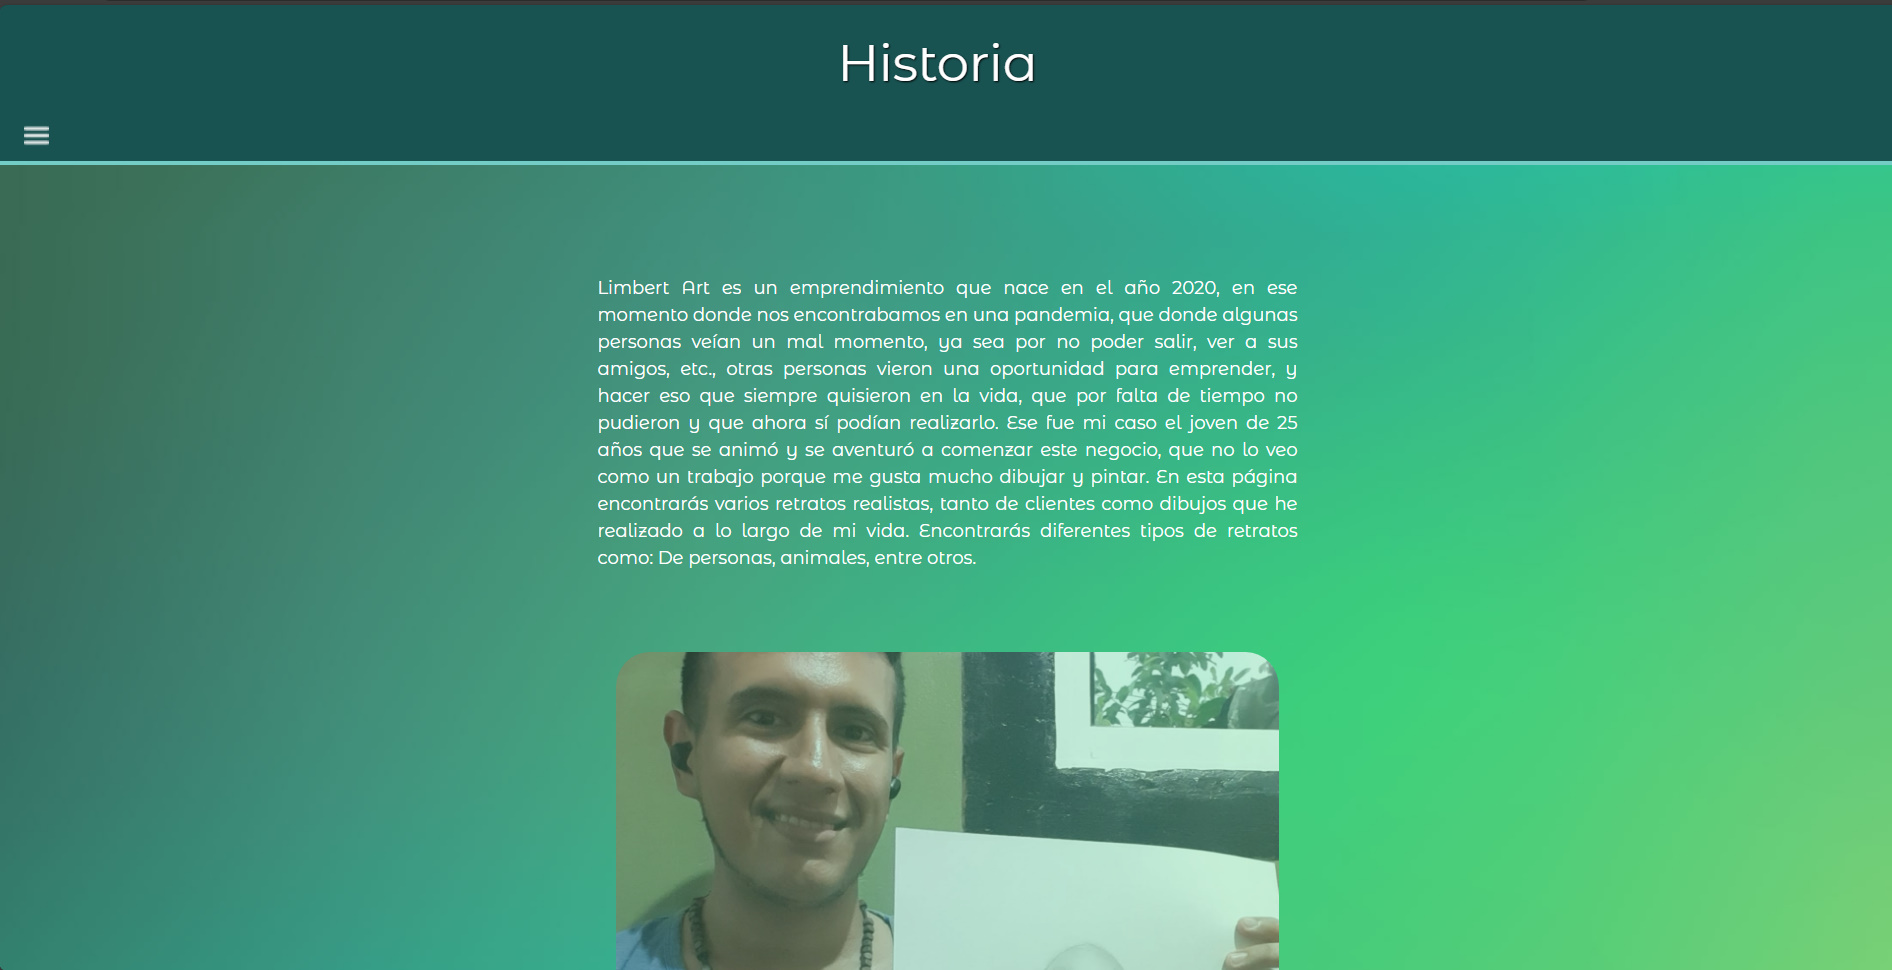 Historia
Limbert Art es un emprendimiento que nace en el año 2020, en ese
momento donde nos encontrabamos en una pandemia, que donde algunas
personas veían un mal momento, ya sea por no poder salir, ver a sus
amigos, etc., otras personas vieron una oportunidad para emprender, y
hacer eso que siempre quisieron en la vida, que por falta de tiempo no
pudieron y que ahora sí podían realizarlo. Ese fue mi caso el joven de 25
años que se animó y se aventuró a comenzar este negocio, que no lo veo
como un trabajo porque me gusta mucho dibujar y pintar. En esta página
encontrarás varios retratos realistas, tanto de clientes como dibujos que he
realizado a lo largo de mi vida. Encontrarás diferentes tipos de retratos
como: De personas, animales, entre otros.